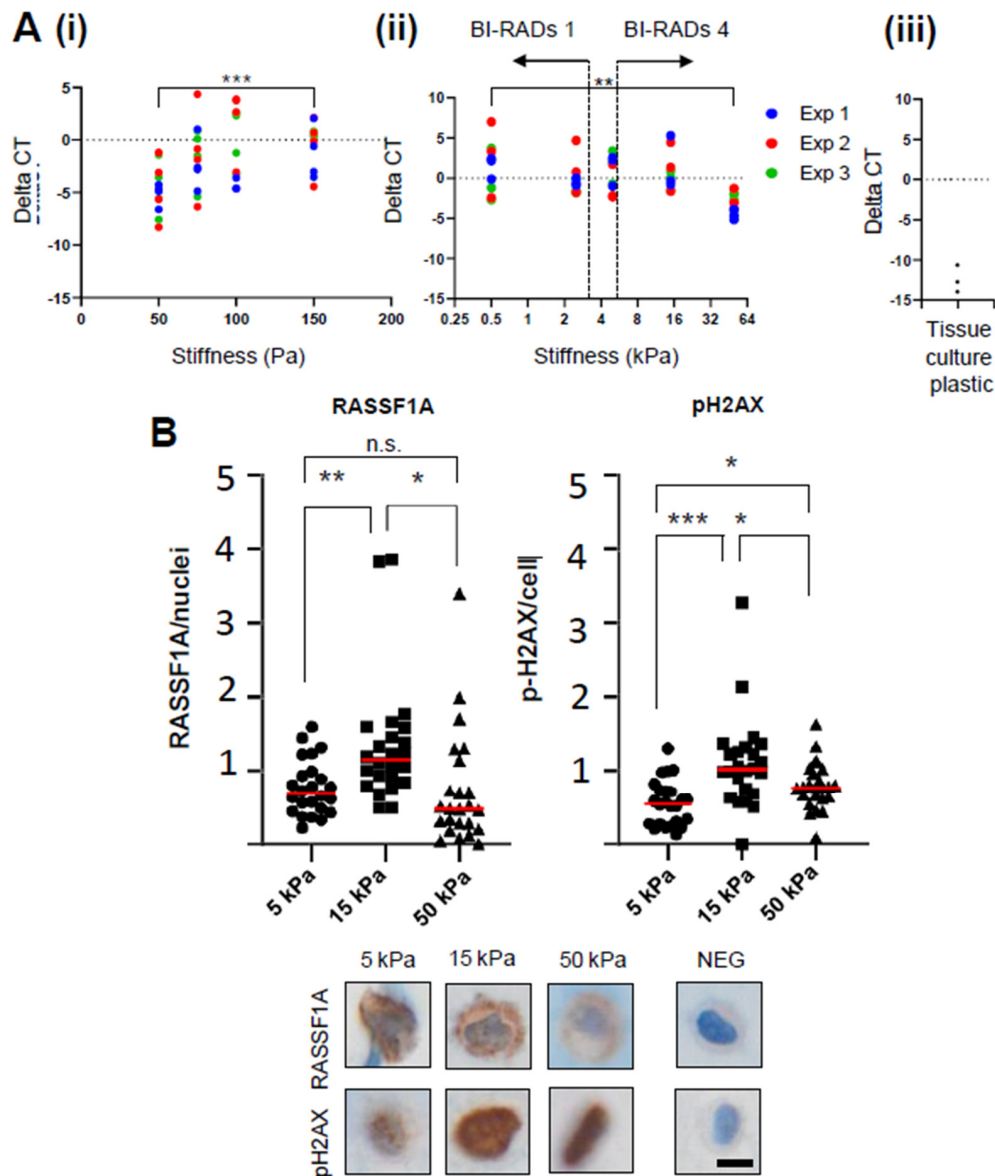 A (i)
(ii)
(iii)
BI-RADs 1
BI-RADs 4
***
**
5
0
-5
-10
-15
Delta CT
0
50
100
150
200
Stiffness (Pa)
10
5
0
-5
-10
-15
Delta CT
0.25
0.5
1
2
4
8
16
32
64
Stiffness (kPa)
Exp 1
Exp 2
Exp 3
5
0
-5
-10
-15
Delta CT
Tissue
culture
plastic
B
RASSF1A
n.s.
**
*
5
4
3
2
1
RASSF1A/nuclei
5 kPa
15 kPa
50 kPa
pH2AX
*
***
*
5
4
3
2
1
p-H2AX/cell
5 kPa
15 kPa
50 kPa
5 kPa
15 kPa
50 kPa
NEG
RASSF1A
pH2AX